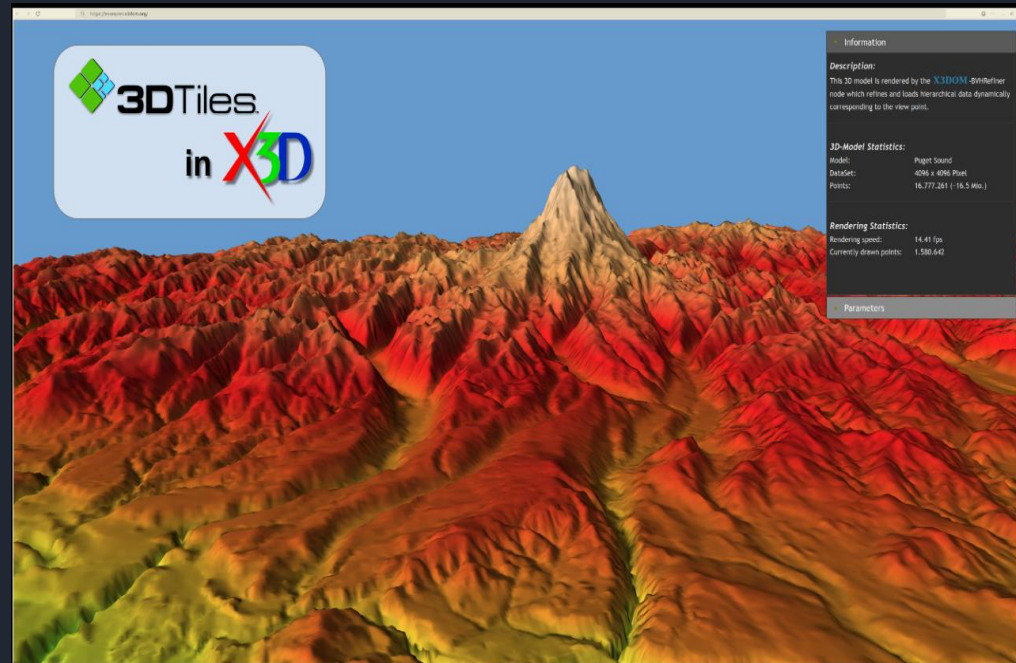 3DTiles™
in X3D
Information
Description:
This 3D model is rendered by the X3DOM -BVHRefiner
node which refines and loads hierarchical data dynamically
corresponding to the view point.
3D-Model Statistics:
Model: Puget Sound
DataSet: 4096 x 4096 Pixel
Points: 16.777.261 (~16.5 Mio.)
Rendering Statistics:
Rendering speed: 14.41 fps
Currently drawn points: 1.580.642
Parameters